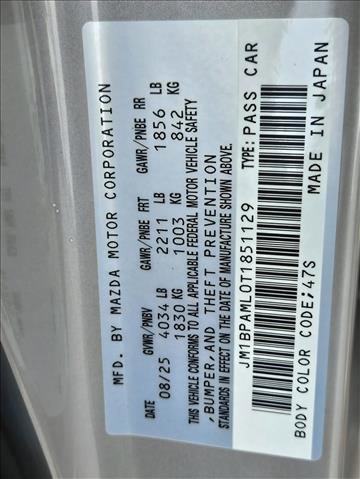 MFD. BY MAZDA MOTOR CORPORATION
DATE GVWR/PNBV GAWR/PNBE FRT GAWR/PNBE RR
08/25 4034 LB 2211 LB 1856 LB
1830 KG 1003 KG 842 KG
THIS VEHICLE CONFORMS TO ALL APPLICABLE FEDERAL MOTOR VEHICLE SAFETY
,BUMPER,AND THEFT PREVENTION
STANDARDS IN EFFECT ON THE DATE OF MANUFACTURE SHOWN ABOVE.
JM1BPAML0T1851129 TYPE:PASS CAR
BODY COLOR CODE;47S MADE IN JAPAN